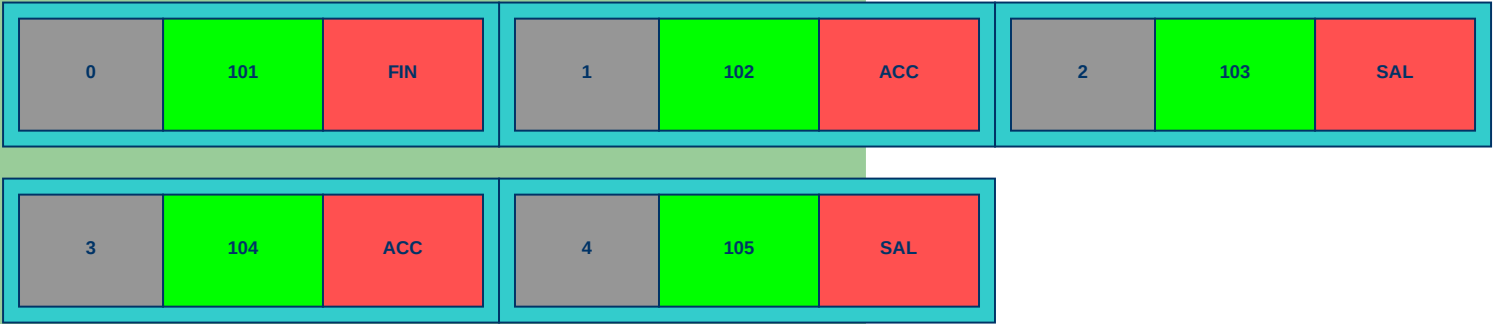 0 101 FIN 1 102 ACC 2 103 SAL
3 104 ACC 4 105 SAL